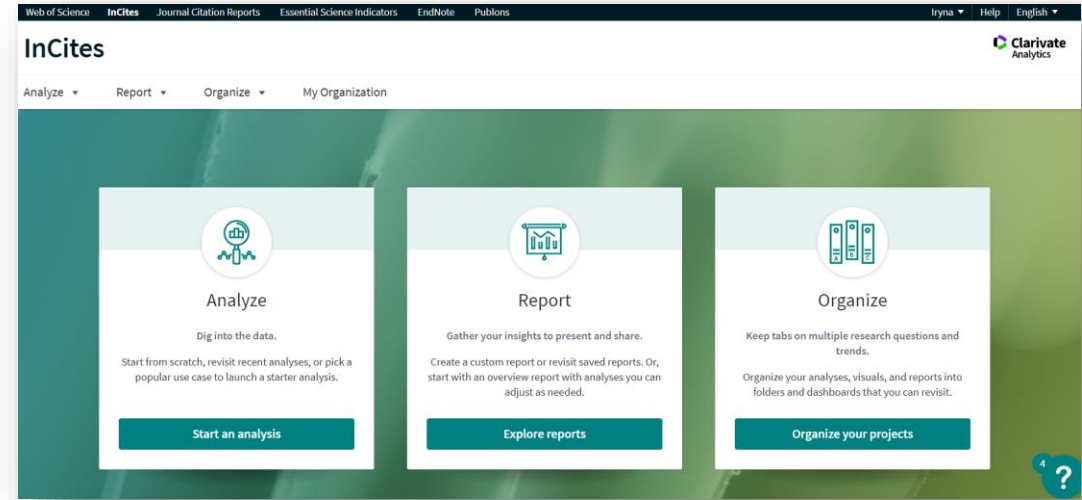 Web of Science InCites Journal Citation Reports Essential Science Indicators EndNote Publons Iryna Help English
InCites
Clarivate
Analytics
Analyze Report Organize My Organization
Analyze
Dig into the data.
Start from scratch, revisit recent analyses, or pick a
popular use case to launch a starter analysis.
Start an analysis
Report
Gather your insights to present and share.
Create a custom report or revisit saved reports. Or,
start with an overview report with analyses you can
adjust as needed.
Explore reports
Organize
Keep tabs on multiple research questions and
trends.
Organize your analyses, visuals, and reports into
folders and dashboards that you can revisit.
Organize your projects
4
?